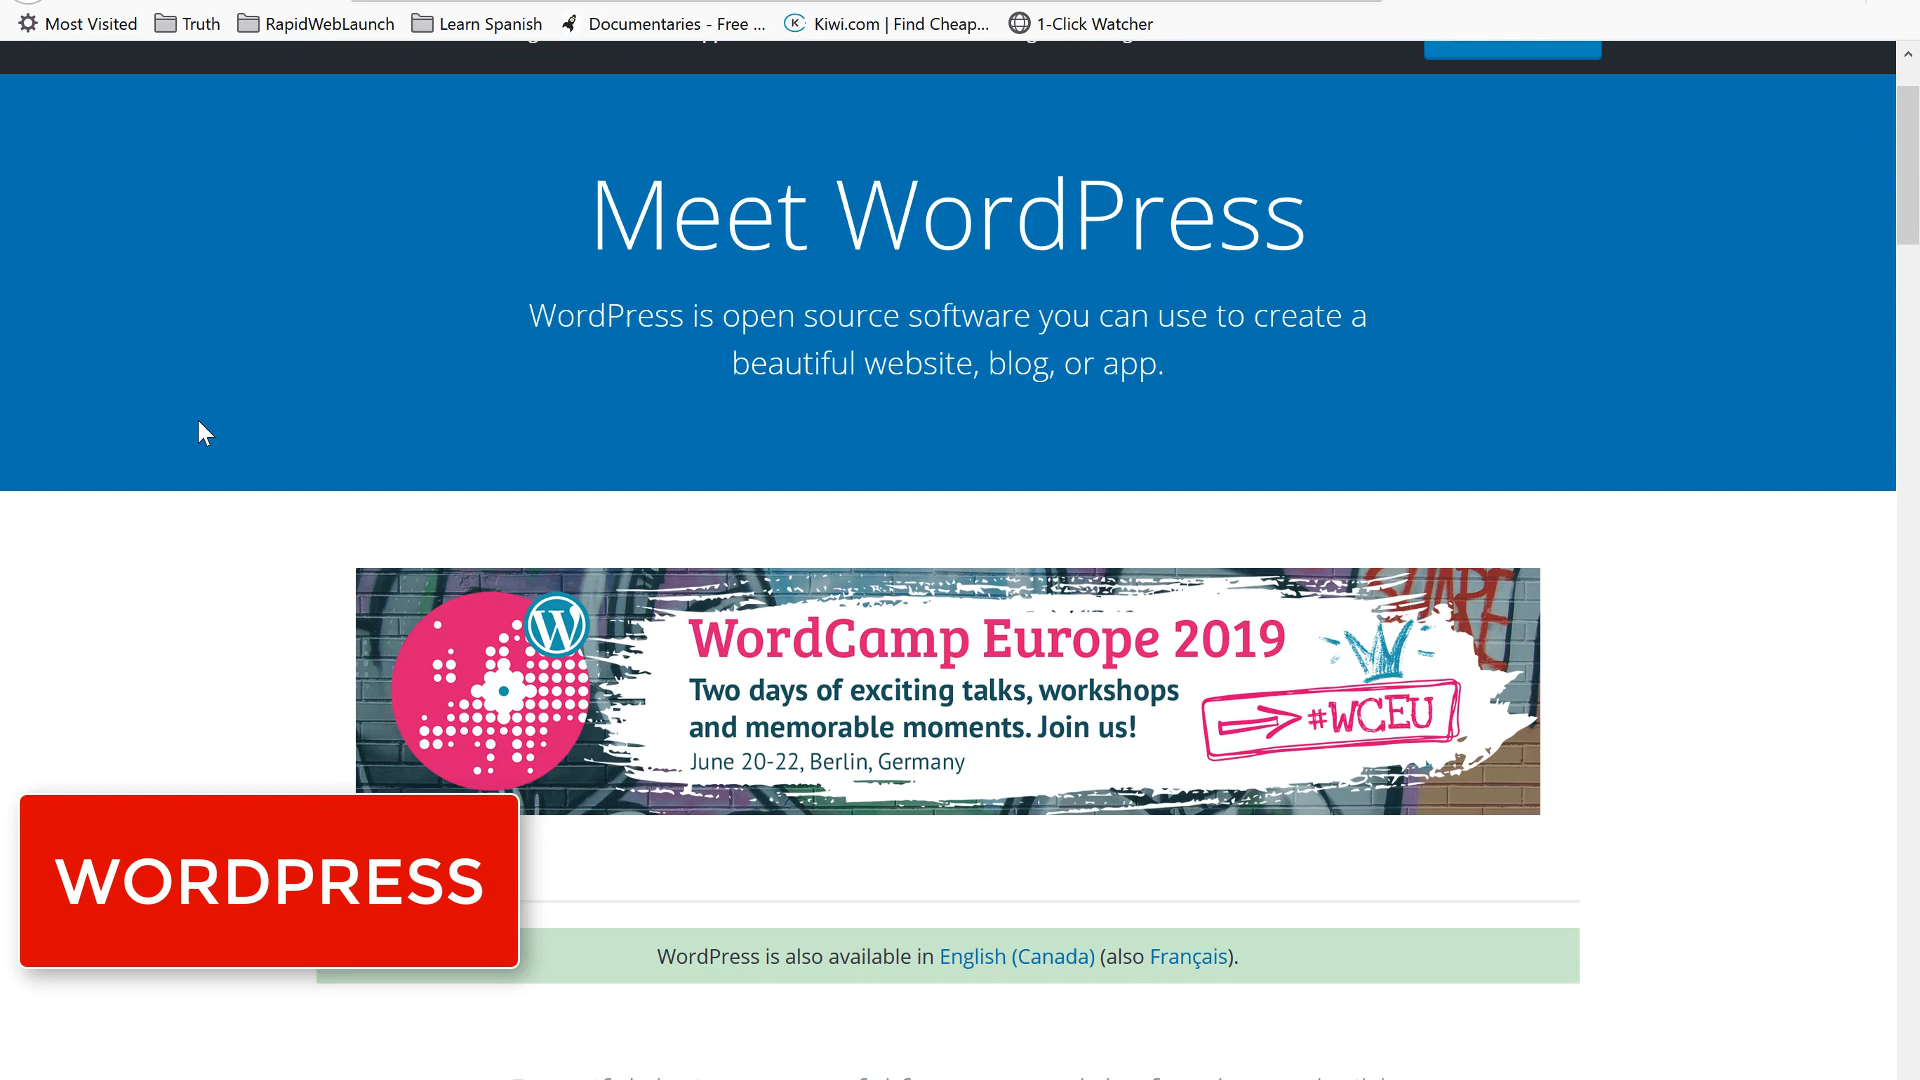 Most Visited Truth RapidWebLaunch Learn Spanish Documentaries - Free ... Kiwi.com | Find Cheap... 1-Click Watcher
Meet WordPress
WordPress is open source software you can use to create a
beautiful website, blog, or app.
SHAPE
WordCamp Europe 2019
Two days of exciting talks, workshops
and memorable moments. Join us!
#WCEU
June 20-22, Berlin, Germany
WORDPRESS
WordPress is also available in English (Canada) (also Français).